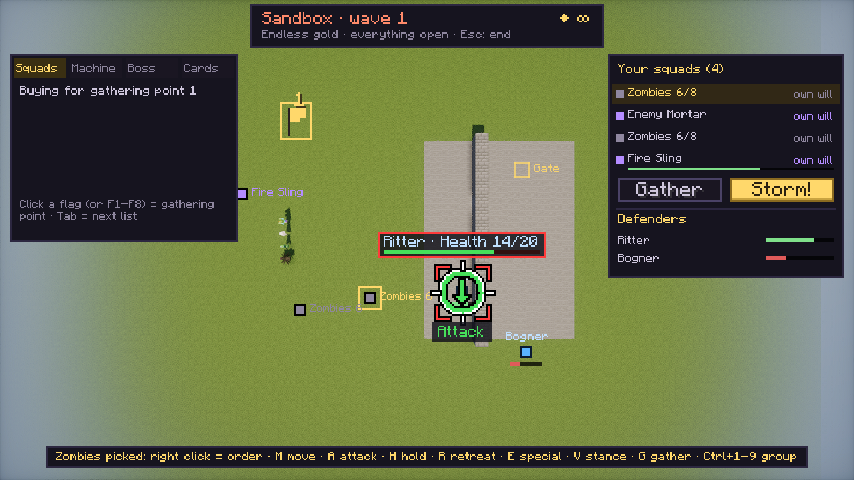 Sandbox · wave 1
∞
Endless gold · everything open · Esc: end
Squads Machine Boss Cards
Buying for gathering point 1
Click a flag (or F1-F8) = gathering
point · Tab = next list
1
Gate
Fire Sling
Ritter · Health 14/20
Zombies 6
Attack
Bogner
Your squads (4)
Zombies 6/8 own will
Enemy Mortar own will
Zombies 6/8 own will
Fire Sling own will
Gather Storm!
Defenders
Ritter
Bogner
Zombies picked: right click = order · M move · A attack · H hold · R retreat · E special · V stance · G gather · Ctrl+1-9 group